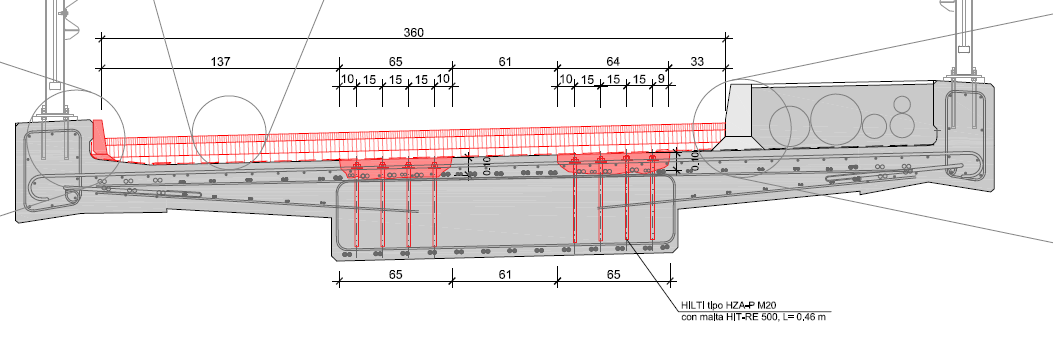 360
137 65 61 64 33
10 15 15 15 10 10 15 15 15 9
0.10
0.10
65 61 65
HILTI tipo HZA-P M20
con malta HIT-RE 500, L= 0,46 m